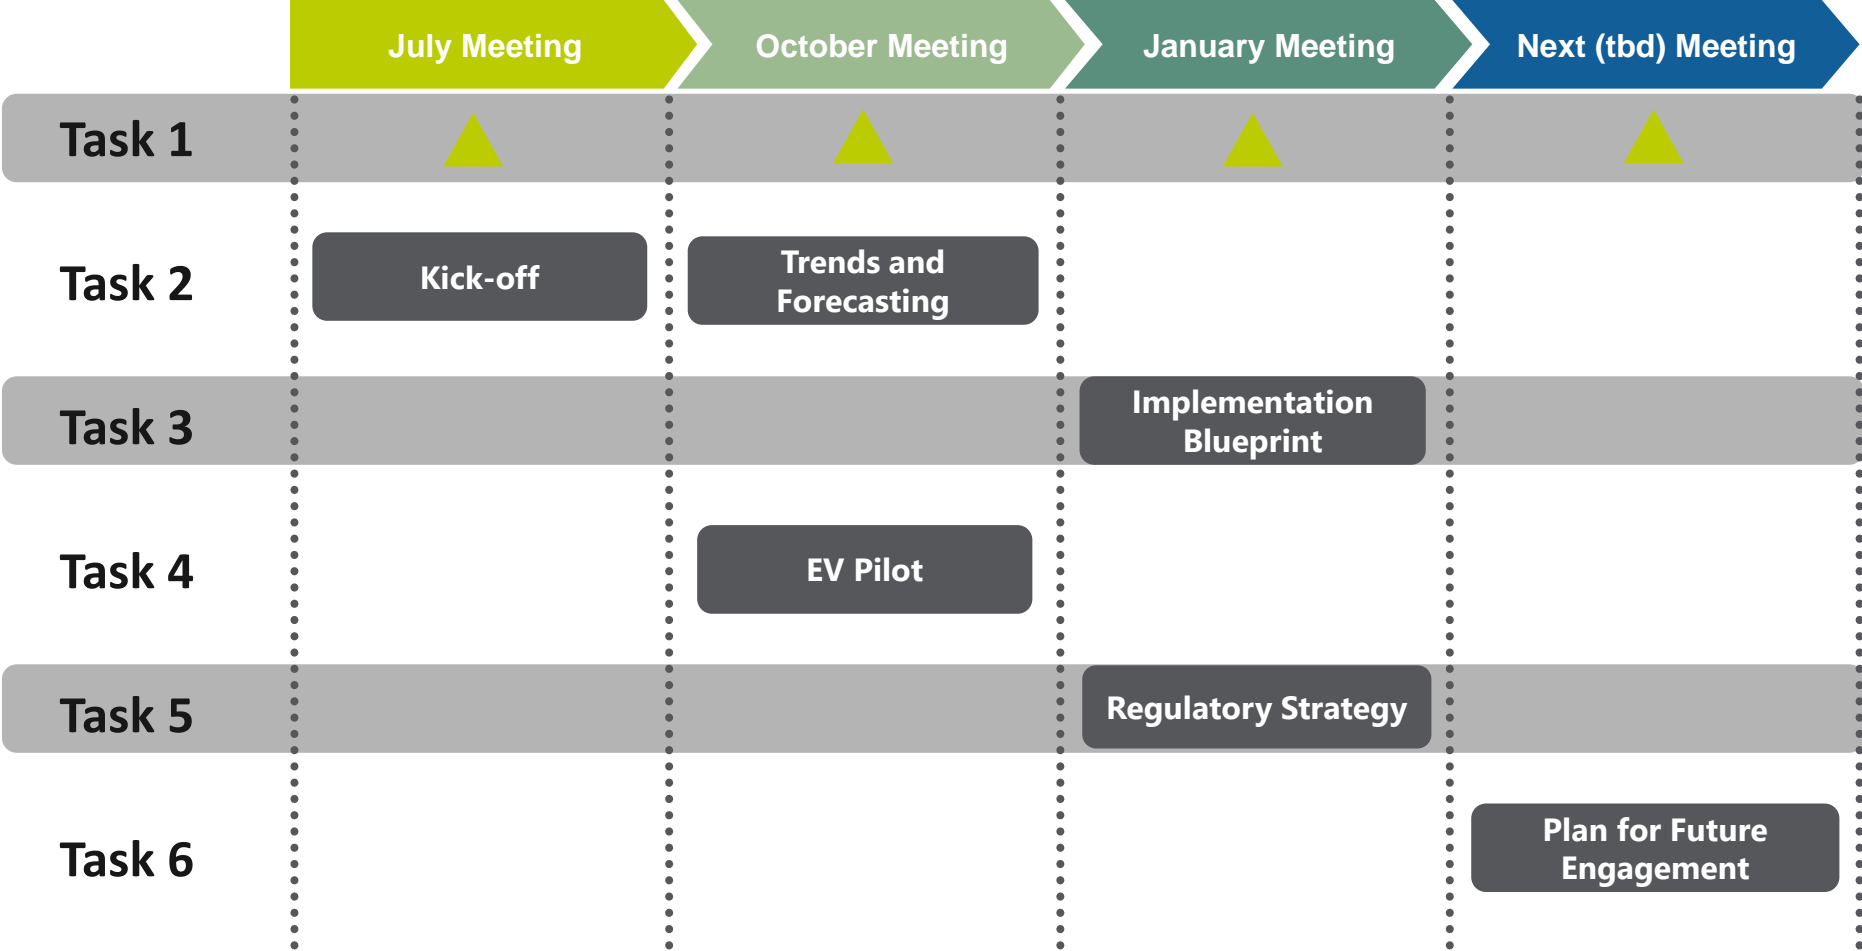 July Meeting
October Meeting
January Meeting
Next (tbd) Meeting
Task 1
Task 2
Kick-off
Trends and
Forecasting
Task 3
Implementation
Blueprint
Task 4
EV Pilot
Task 5
Regulatory Strategy
Task 6
Plan for Future
Engagement